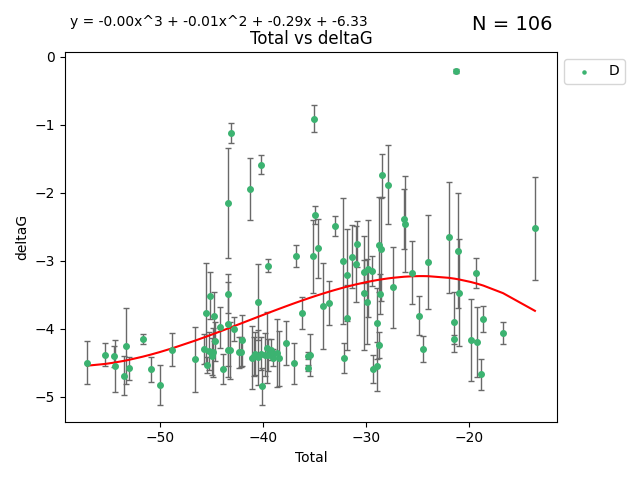 y = -0.00x^3 + -0.01x^2 + -0.29x + -6.33
N = 106
Total vs deltaG
D
0
−1
−2
−3
−4
−5
deltaG
−50
−40
−30
−20
Total